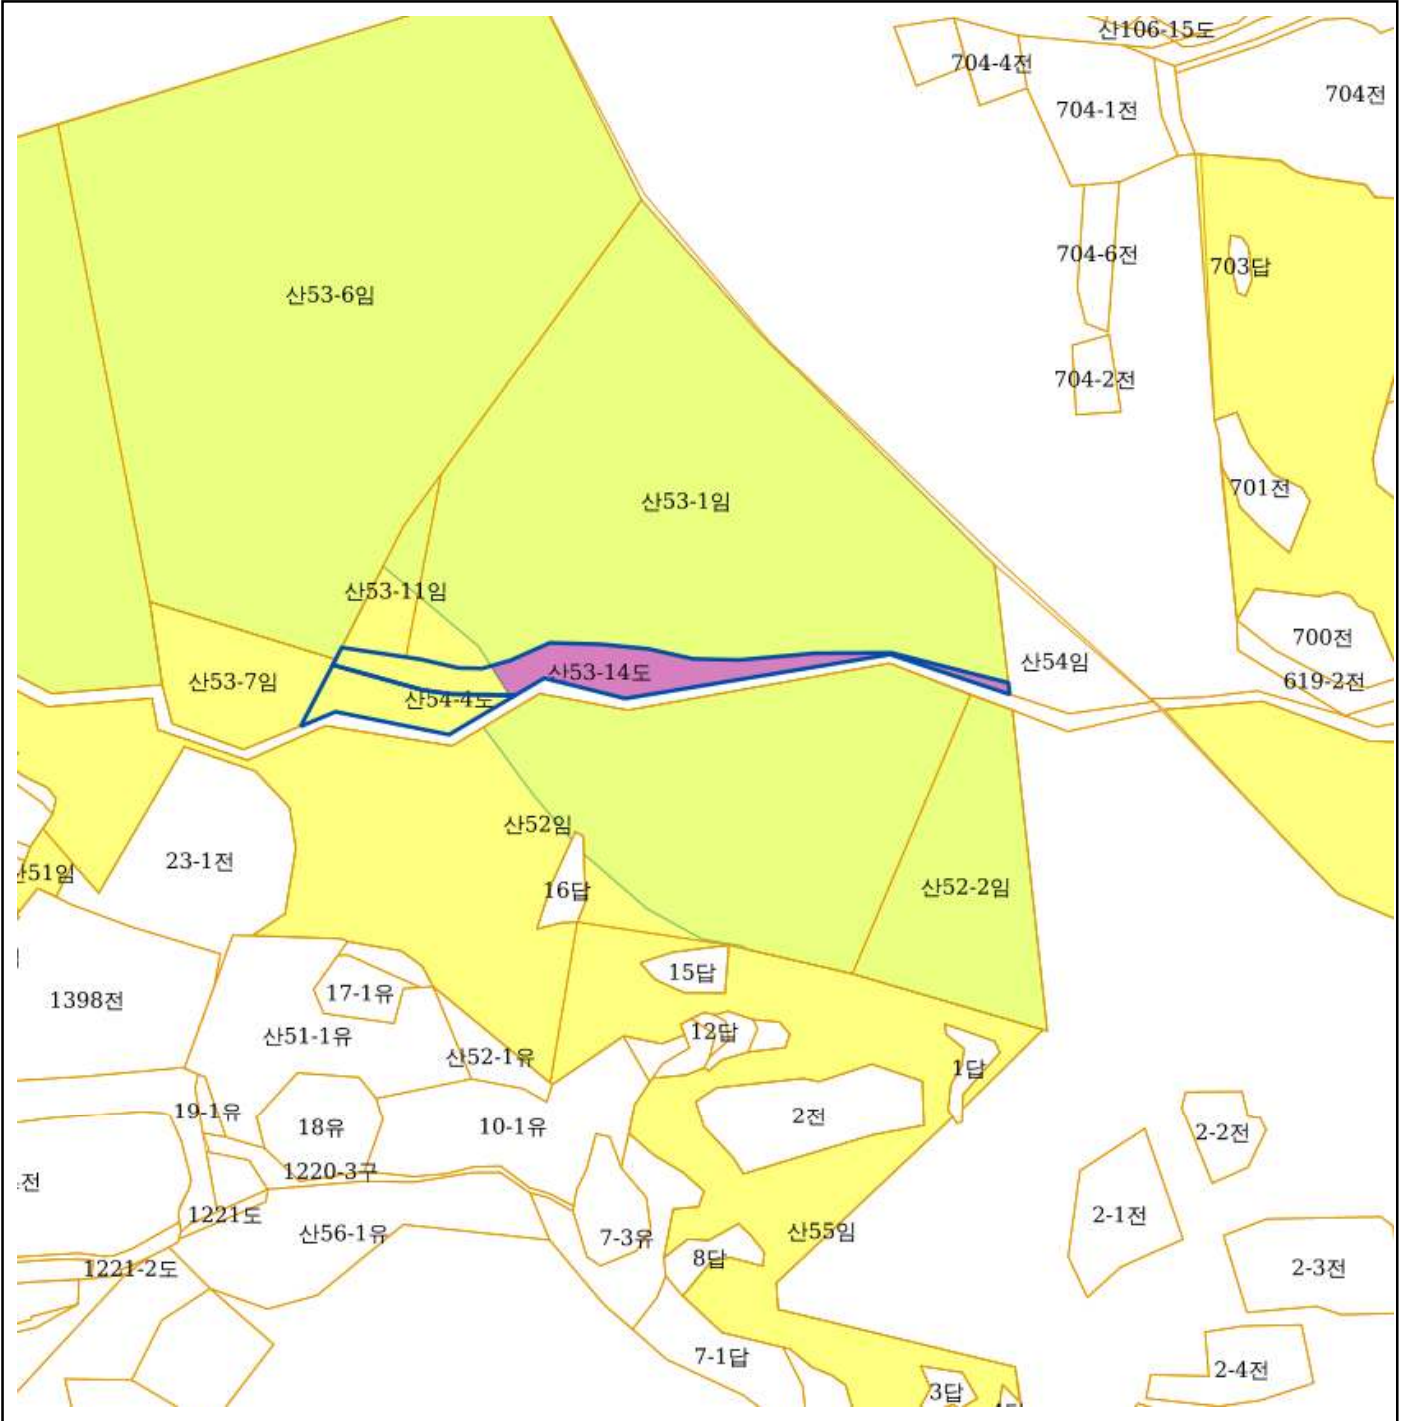 산106-15도
704-4전
704전
704-1전
704-6전
703답
산53-6임
704-2전
701전
산53-1임
산53-11임
700전
산54임
산53-14도
619-2전
산53-7임
산54-4도
산52임
23-1전
산51임
산52-2임
16답
15답
17-1유
1398전
12답
산51-1유
산52-1유
1답
19-1유
2전
18유
10-1유
2-2전
1220-3구
전
1221도
2-1전
산56-1유
산55임
7-3유
8답
1221-2도
2-3전
7-1답
2-4전
3답